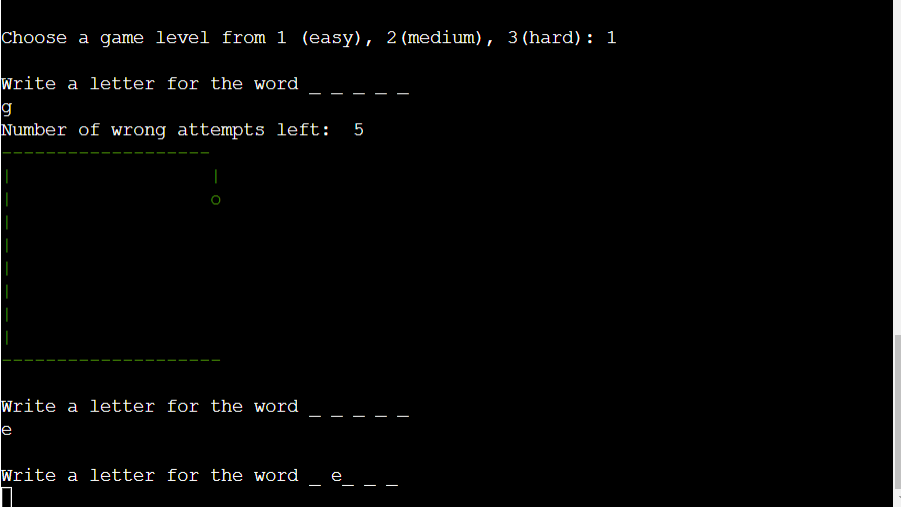 Choose a game level from 1 (easy), 2(medium), 3(hard): 1
Write a letter for the word _ _ _ _ _
g
Number of wrong attempts left:  5
-------------------
|                  |
|                  o
|
|
|
|
|
|
--------------------
Write a letter for the word _ _ _ _ _
e
Write a letter for the word _ e_ _ _